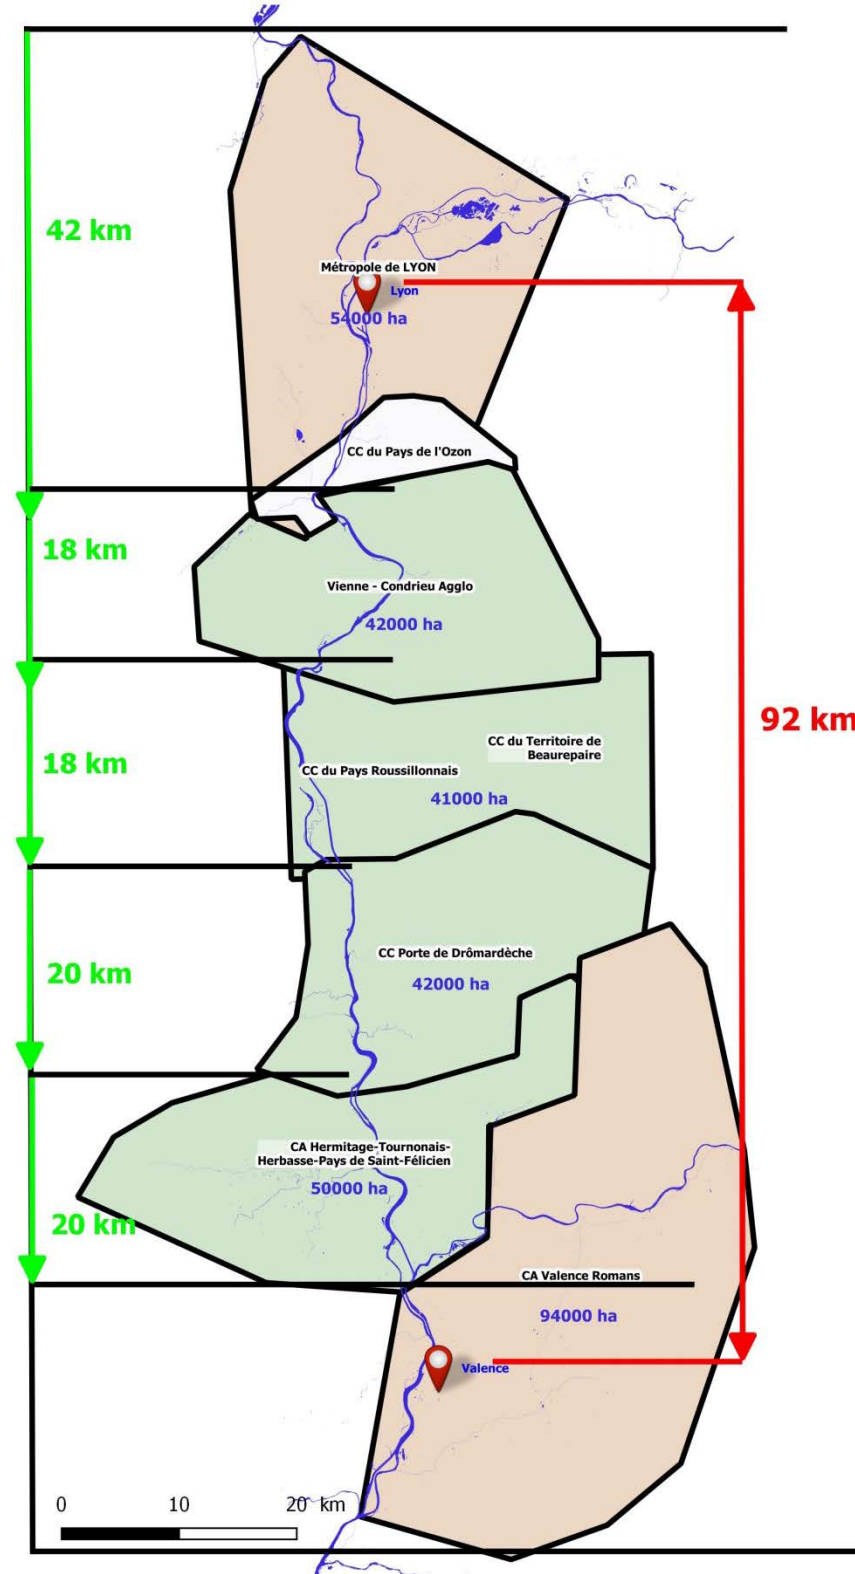 42 km
Métropole de LYON
Lyon
54000 ha
CC du Pays de l'Ozon
18 km
Vienne - Condrieu Agglo
42000 ha
92 km
18 km
CC du Territoire de
Beaurepaire
CC du Pays Roussillonnais
41000 ha
20 km
CC Porte de Drômardèche
42000 ha
CA Hermitage-Tournonais-
Herbasse-Pays de Saint-Félicien
50000 ha
20 km
CA Valence Romans
94000 ha
Valence
0 10 20 km